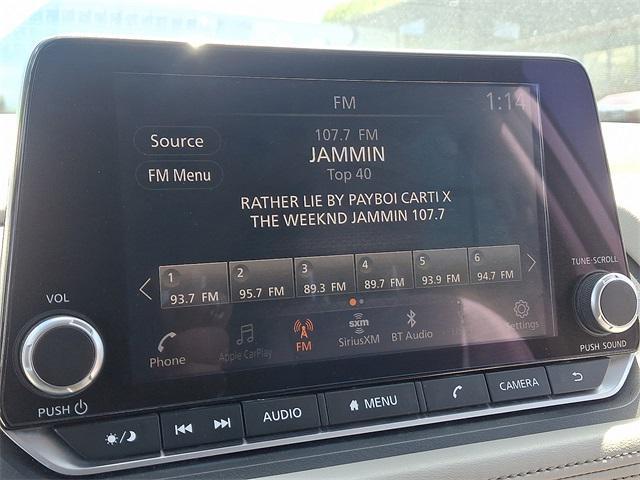 FM
1:14
Source
107.7 FM
JAMMIN
FM Menu
Top 40
RATHER LIE BY PAYBOI CARTI X
THE WEEKND JAMMIN 107.7
1 2 3 4 5 6
93.7 FM 95.7 FM 89.3 FM 89.7 FM 93.9 FM 94.7 FM
TUNE·SCROLL
VOL
Phone Apple CarPlay FM SiriusXM BT Audio Settings
sxm
PUSH SOUND
PUSH
AUDIO MENU CAMERA